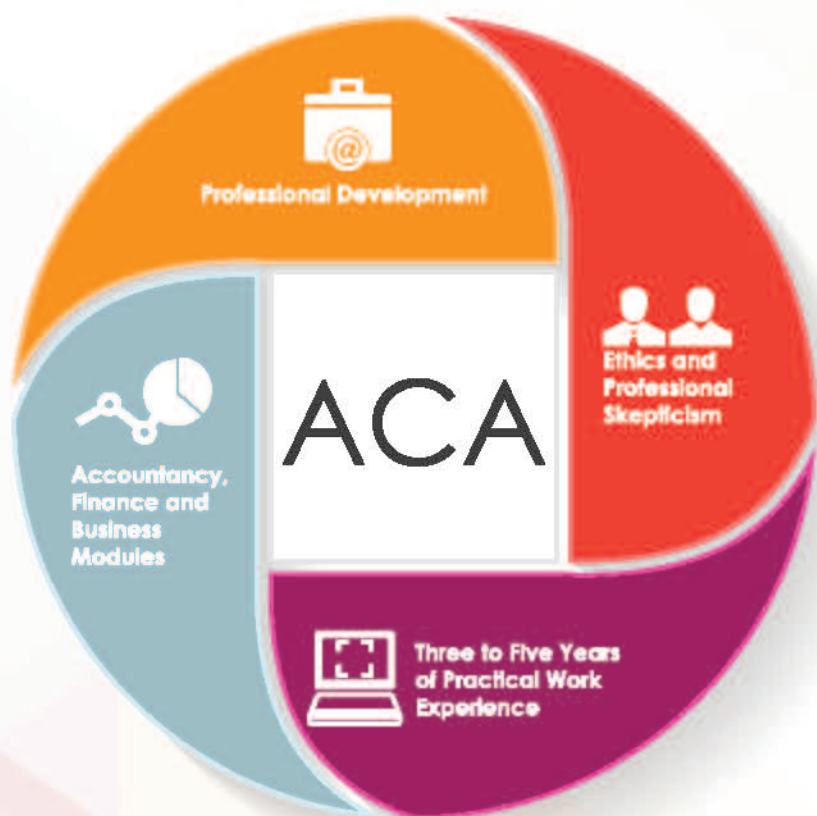 @
Professional Development
Ethics and
Professional
Skepticism
ACA
Accountancy,
Finance and
Business
Modules
Three to Five Years
of Practical Work
Experience